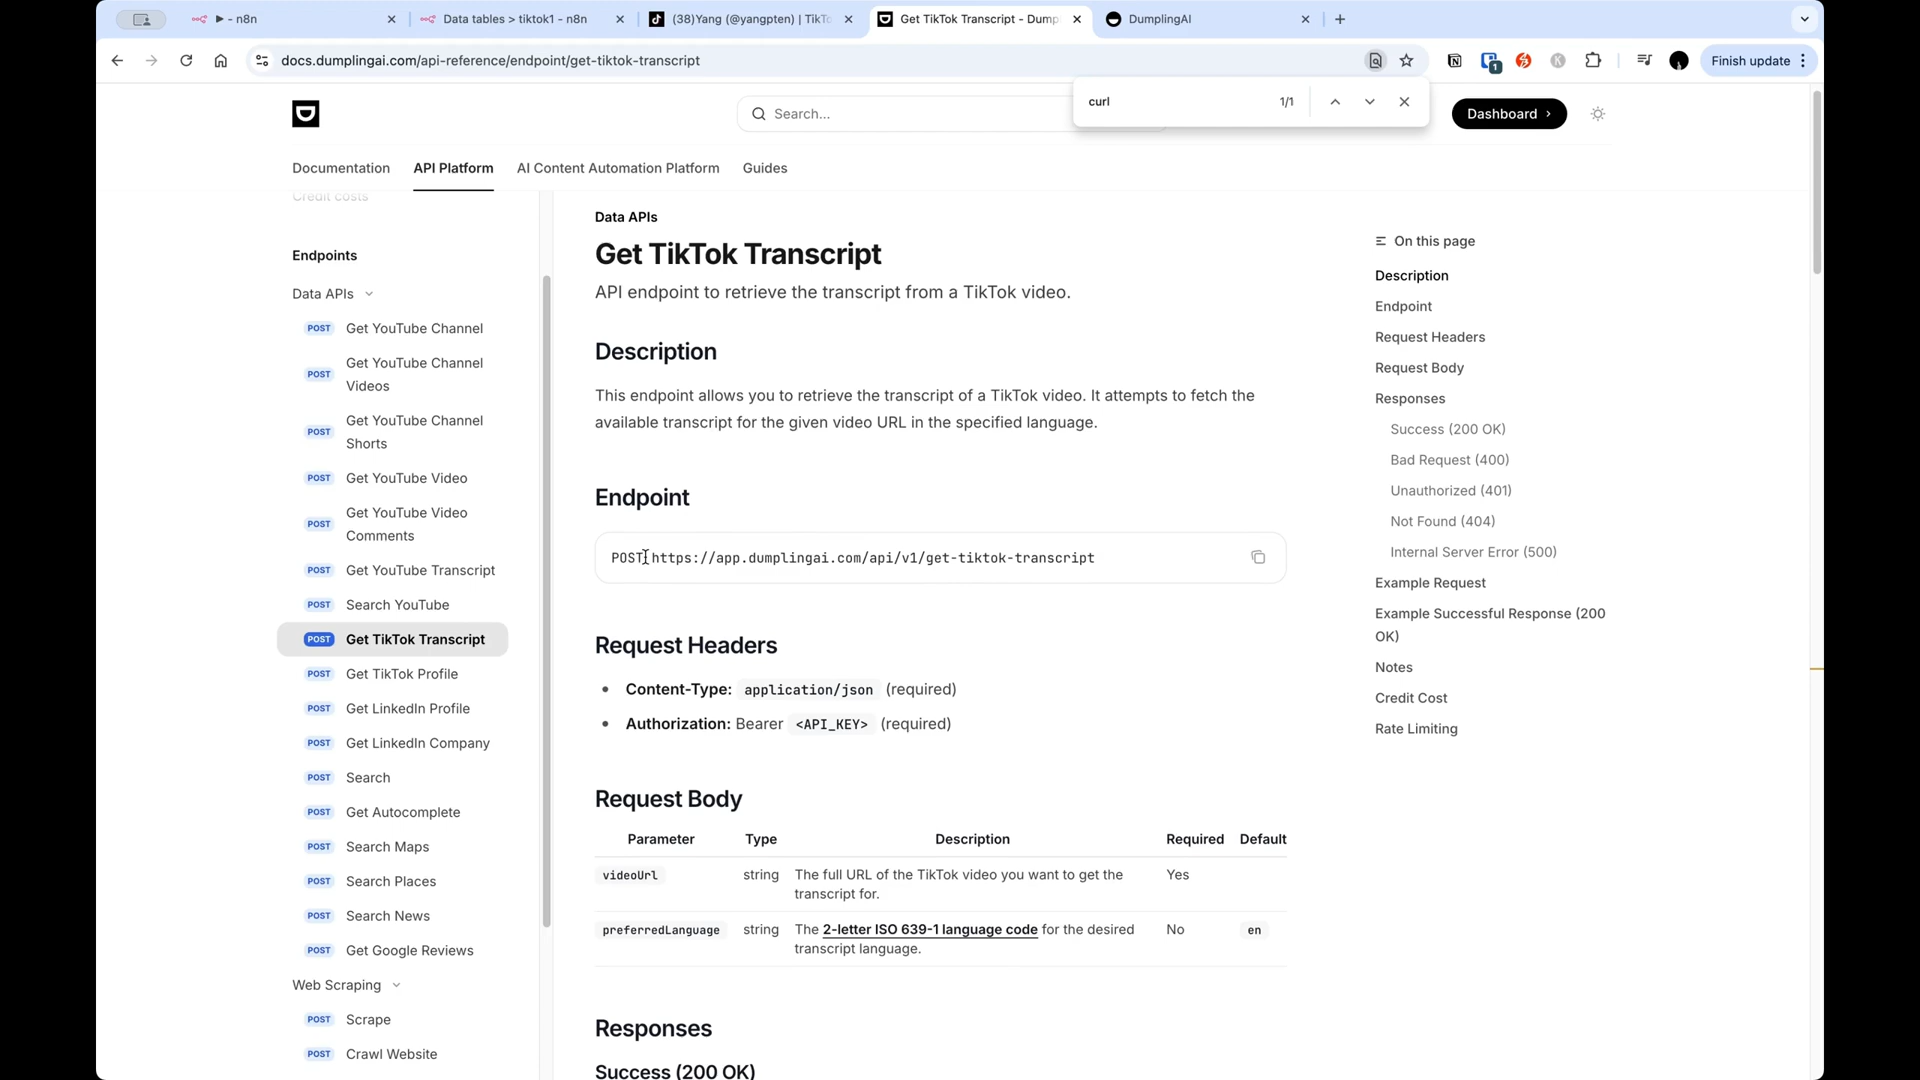 ▶ - n8n
Data tables > tiktok1 - n8n
(38)Yang (@yangpten) | TikTo
Get TikTok Transcript - Dump
DumplingAI
docs.dumplingai.com/api-reference/endpoint/get-tiktok-transcript
1
Finish update
curl
1/1
Search...
Dashboard
Documentation
API Platform
AI Content Automation Platform
Guides
Credit costs
Endpoints
Data APIs
POST Get YouTube Channel
POST Get YouTube Channel
Videos
POST Get YouTube Channel
Shorts
POST Get YouTube Video
POST Get YouTube Video
Comments
POST Get YouTube Transcript
POST Search YouTube
POST Get TikTok Transcript
POST Get TikTok Profile
POST Get LinkedIn Profile
POST Get LinkedIn Company
POST Search
POST Get Autocomplete
POST Search Maps
POST Search Places
POST Search News
POST Get Google Reviews
Web Scraping
POST Scrape
POST Crawl Website
Data APIs
Get TikTok Transcript
API endpoint to retrieve the transcript from a TikTok video.
Description
This endpoint allows you to retrieve the transcript of a TikTok video. It attempts to fetch the
available transcript for the given video URL in the specified language.
Endpoint
POST https://app.dumplingai.com/api/v1/get-tiktok-transcript
Request Headers
• Content-Type: application/json (required)
• Authorization: Bearer <API_KEY> (required)
Request Body
Parameter Type Description Required Default
videoUrl string The full URL of the TikTok video you want to get the Yes
transcript for.
preferredLanguage string The 2-letter ISO 639-1 language code for the desired No en
transcript language.
Responses
Success (200 OK)
On this page
Description
Endpoint
Request Headers
Request Body
Responses
Success (200 OK)
Bad Request (400)
Unauthorized (401)
Not Found (404)
Internal Server Error (500)
Example Request
Example Successful Response (200
OK)
Notes
Credit Cost
Rate Limiting